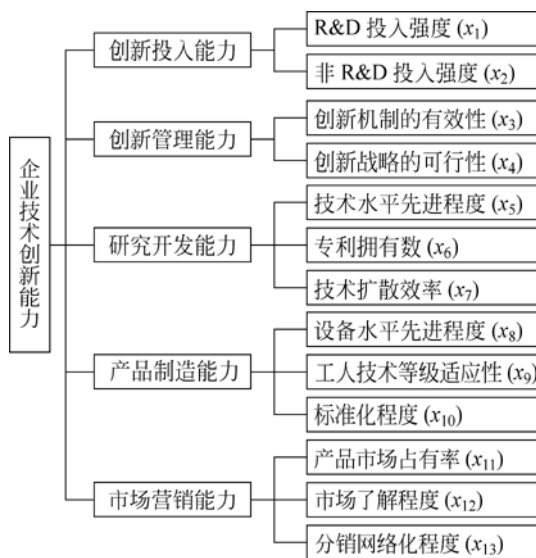 企业技术创新能力
创新投入能力
R&D 投入强度 (x1)
非 R&D 投入强度 (x2)
创新管理能力
创新机制的有效性 (x3)
创新战略的可行性 (x4)
研究开发能力
技术水平先进程度 (x5)
专利拥有数 (x6)
技术扩散效率 (x7)
产品制造能力
设备水平先进程度 (x8)
工人技术等级适应性 (x9)
标准化程度 (x10)
市场营销能力
产品市场占有率 (x11)
市场了解程度 (x12)
分销网络化程度 (x13)